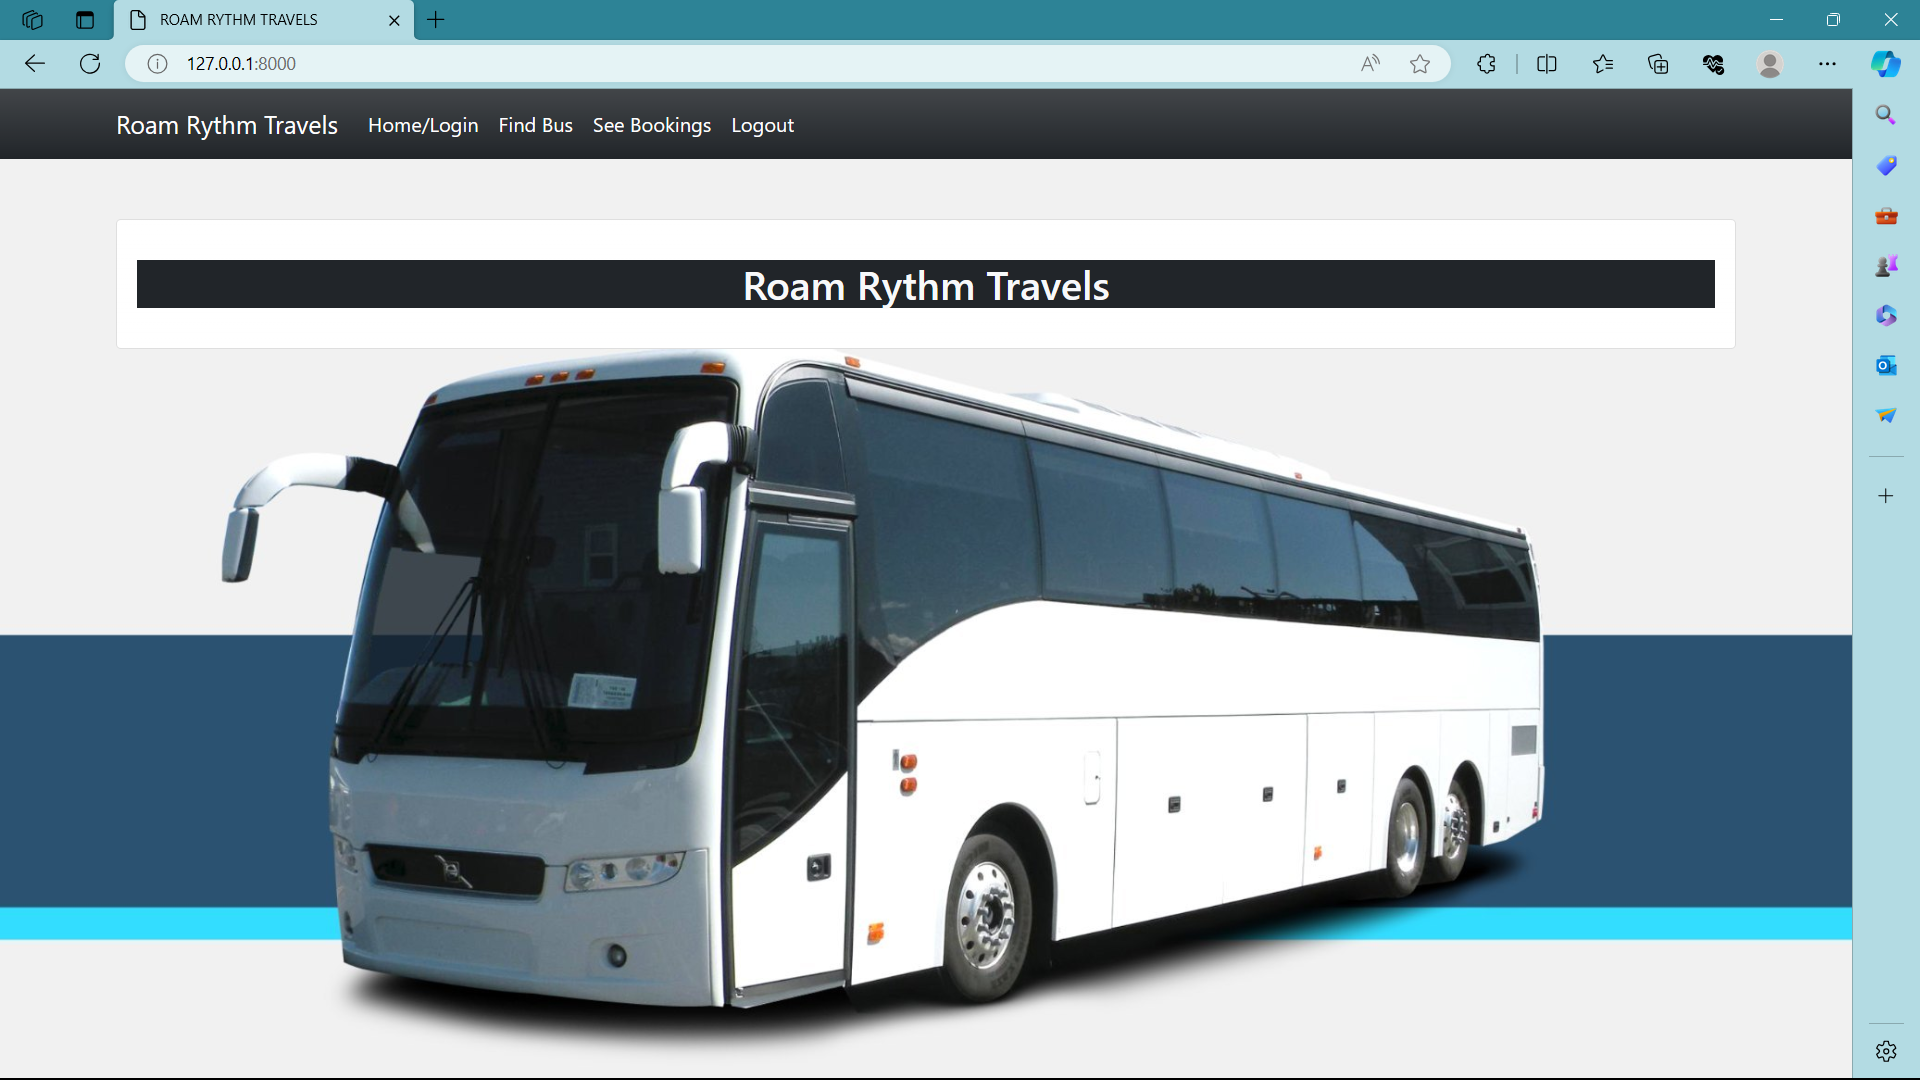 ROAM RYTHM TRAVELS
127.0.0.1:8000
Roam Rythm Travels Home/Login Find Bus See Bookings Logout
Roam Rythm Travels